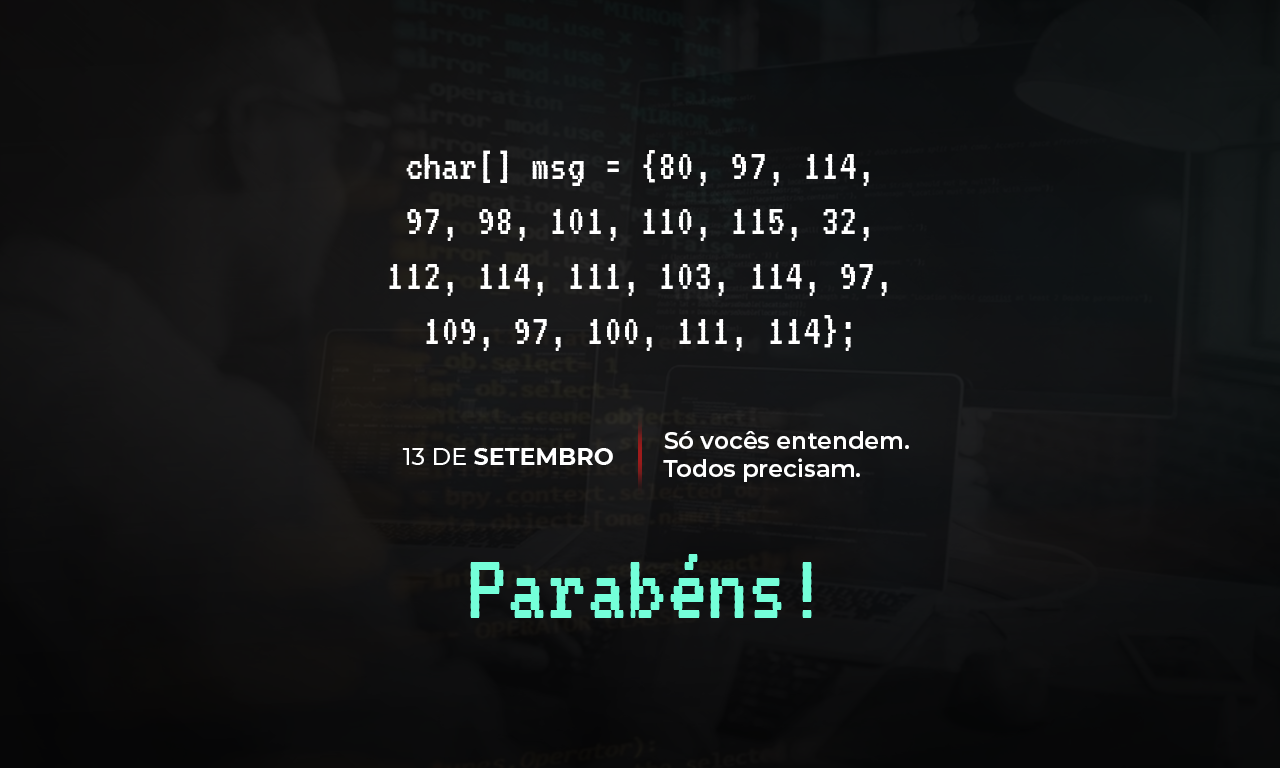 char[] msg = {80, 97, 114,
97, 98, 101, 110, 115, 32,
112, 114, 111, 103, 114, 97,
109, 97, 100, 111, 114};
13 DE SETEMBRO
Só vocês entendem.
Todos precisam.
Parabéns!